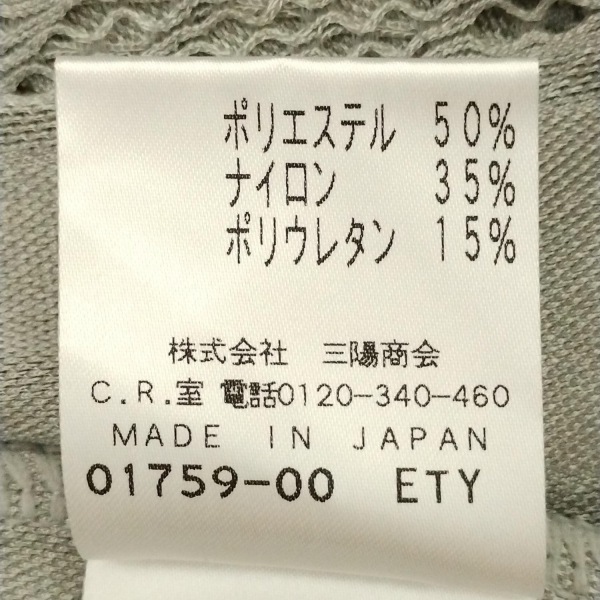 ポリエステル 50%
ナイロン 35%
ポリウレタン 15%
株式会社 三陽商会
C.R.室 電話0120-340-460
MADE IN JAPAN
01759-00 ETY